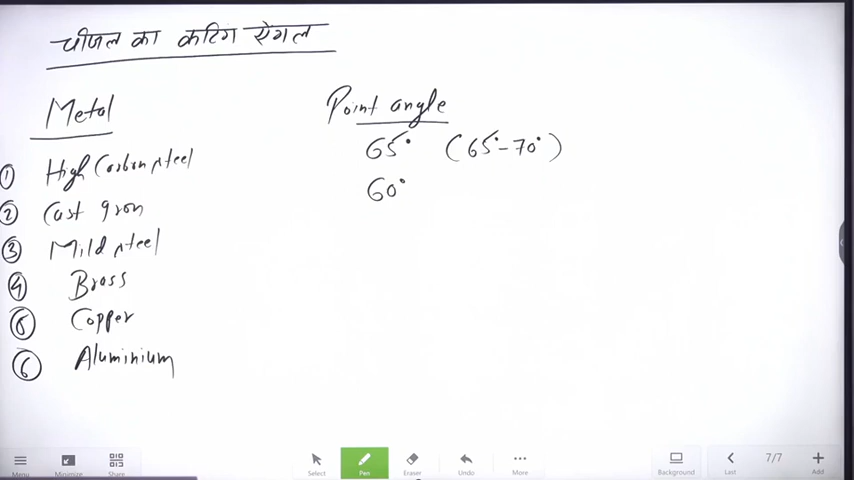 चीजल का कटिंग ऐंगल
Metal Point angle
① High Carbon steel 65° (65°-70°)
② Cast Iron 60°
③ Mild steel
④ Brass
⑤ Copper
⑥ Aluminium
Menu Minimize Share Select Pen Eraser Undo More Background Last 7/7 Add